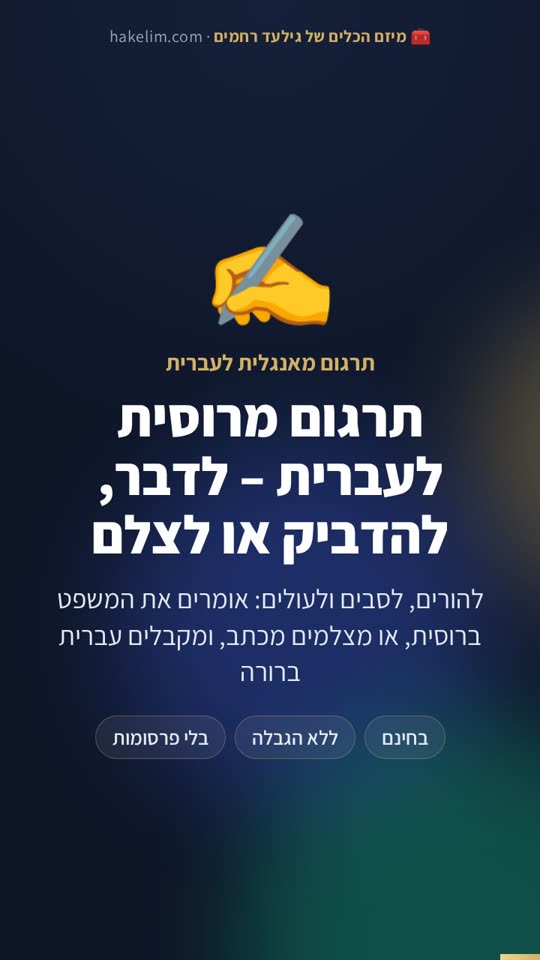 🧰 מיזם הכלים של גילעד רחמים · hakelim.com
תרגום מאנגלית לעברית
תרגום מרוסית
לעברית – לדבר,
להדביק או לצלם
להורים, לסבים ולעולים: אומרים את המשפט
ברוסית, או מצלמים מכתב, ומקבלים עברית
ברורה
בחינם
ללא הגבלה
בלי פרסומות